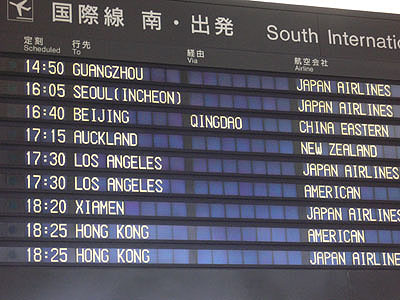 国際線 南・出発 South Internati
定刻 行先 経由 航空会社
Scheduled To Via Airline
14:50 GUANGZHOU JAPAN AIRLINES
16:05 SEOUL(INCHEON) JAPAN AIRLINES
16:40 BEIJING QINGDAO CHINA EASTERN
17:15 AUCKLAND NEW ZEALAND
17:30 LOS ANGELES JAPAN AIRLINES
17:30 LOS ANGELES AMERICAN
18:20 XIAMEN JAPAN AIRLINES
18:25 HONG KONG AMERICAN
18:25 HONG KONG JAPAN AIRLINES